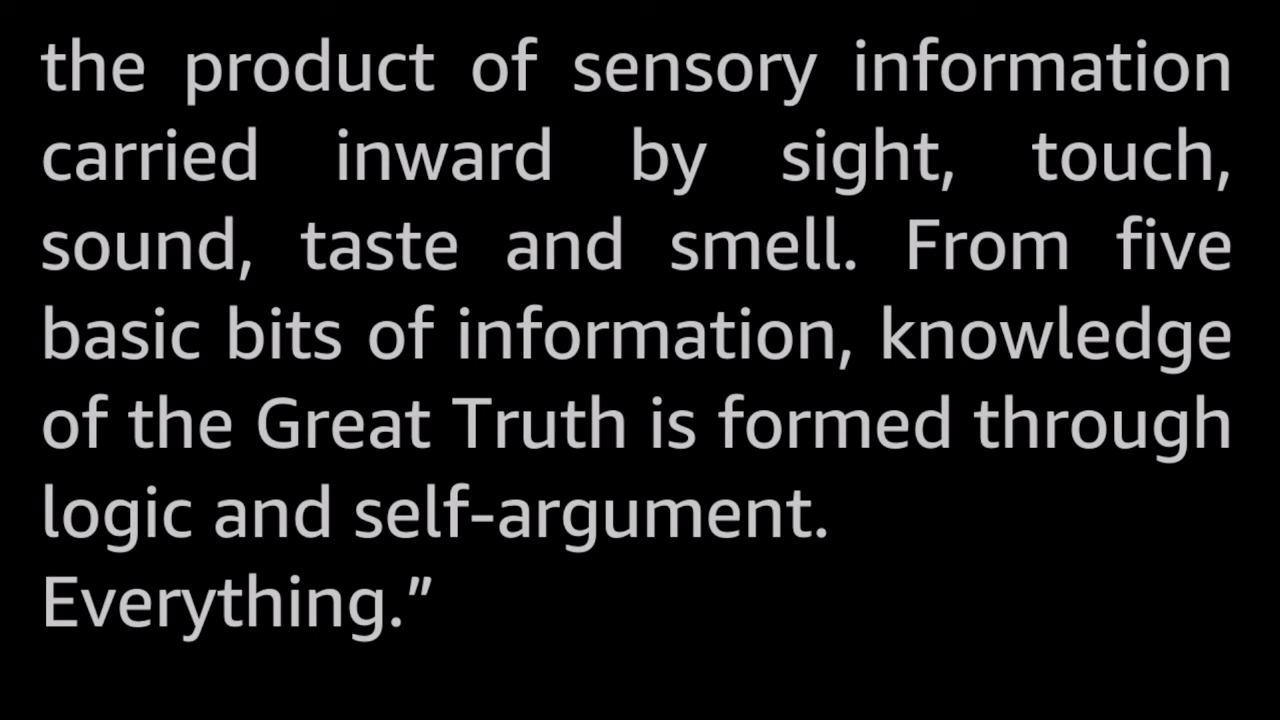 the product of sensory information
carried inward by sight, touch,
sound, taste and smell. From five
basic bits of information, knowledge
of the Great Truth is formed through
logic and self-argument.
Everything.”